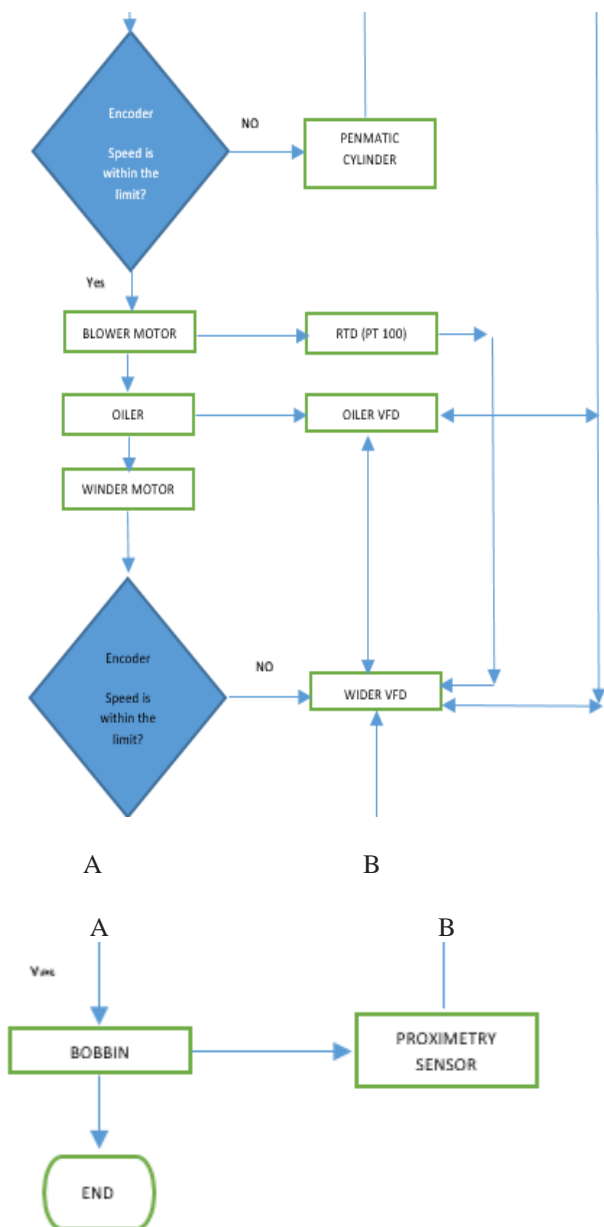 Encoder
NO
Speed is
within the
limit?
PENMATIC
CYLINDER
Yes
BLOWER MOTOR
RTD (PT 100)
OILER
OILER VFD
WINDER MOTOR
Encoder
NO
Speed is
within the
limit?
WIDER VFD
A B
A B
BOBBIN
PROXIMETRY
SENSOR
END